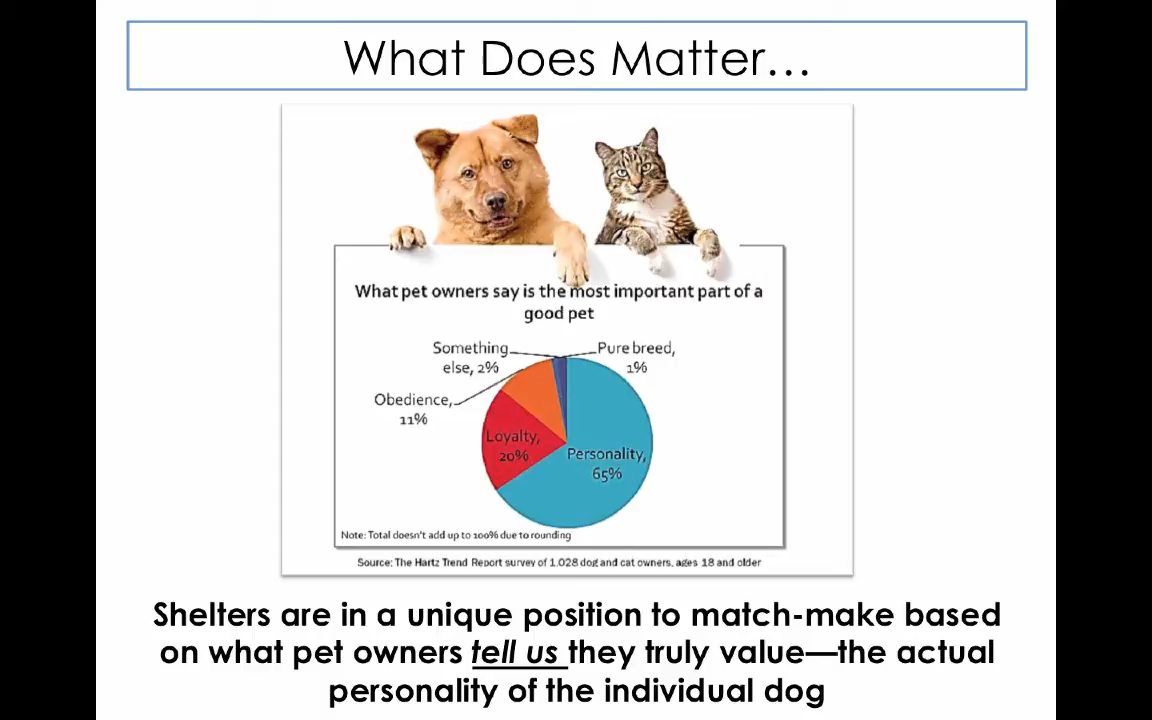 What Does Matter…
What pet owners say is the most important part of a
good pet
Something
else, 2%
Pure breed,
1%
Obedience,
11%
Loyalty,
20%
Personality,
65%
Note: Total doesn't add up to 100% due to rounding
Source: The Hartz Trend Report survey of 1,028 dog and cat owners, ages 18 and older
Shelters are in a unique position to match-make based
on what pet owners tell us they truly value—the actual
personality of the individual dog